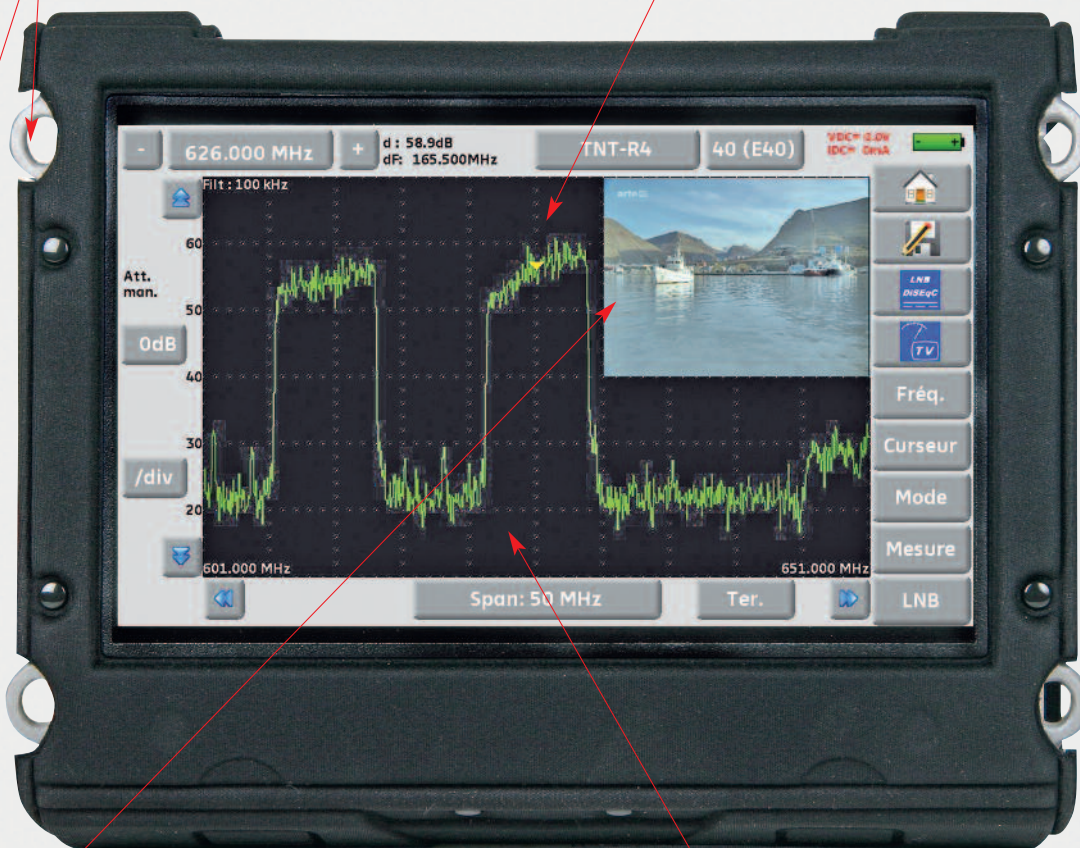 - 626.000 MHz + d : 58.9dB TNT-R4 40 (E40) VDC= 0.0V
dF: 165.500MHz IDC= 0mA
Filt : 100 kHz
60
Att.
man.
50
0dB
40
30
/div
20
601.000 MHz 651.000 MHz
Span: 50 MHz Ter.
LNB
DiSEqC
TV
Fréq.
Curseur
Mode
Mesure
LNB
- +